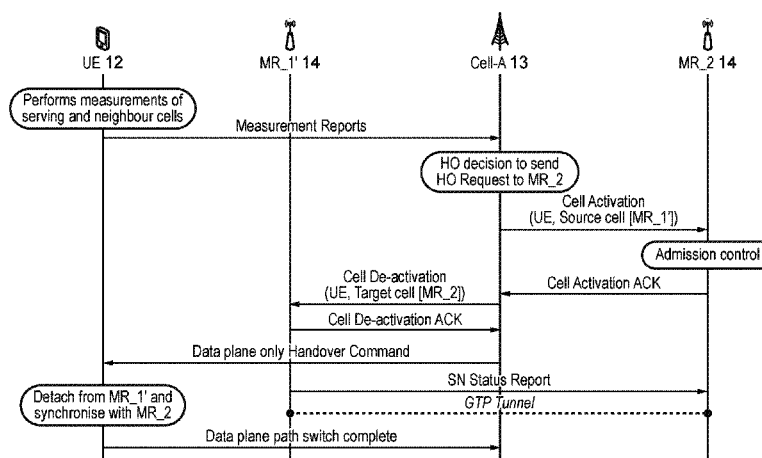 UE 12
MR_1' 14
Cell-A 13
MR_2 14
Performs measurements of
serving and neighbour cells
Measurement Reports
HO decision to send
HO Request to MR_2
Cell Activation
(UE, Source cell [MR_1'])
Admission control
Cell De-activation
(UE, Target cell [MR_2])
Cell Activation ACK
Cell De-activation ACK
Data plane only Handover Command
SN Status Report
Detach from MR_1' and
synchronise with MR_2
GTP Tunnel
Data plane path switch complete